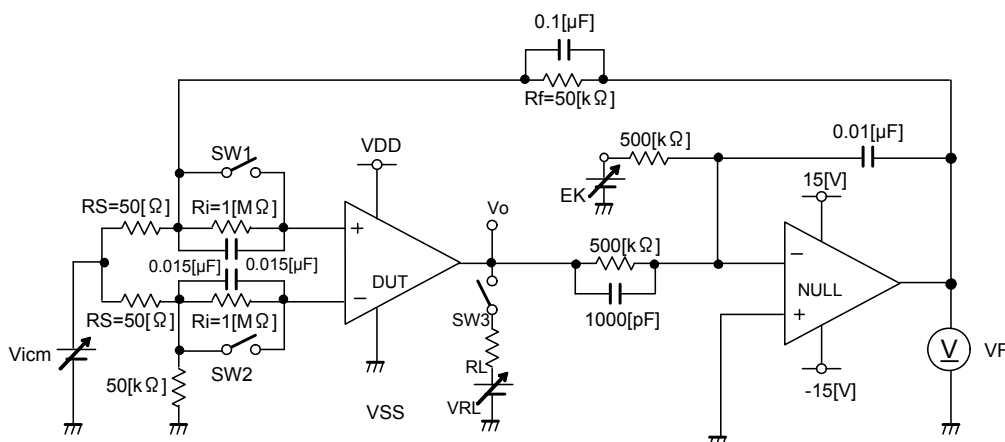 0.1[μF]
Rf=50[kΩ]
SW1
VDD
500[kΩ]
0.01[μF]
EK
15[V]
RS=50[Ω]
Ri=1[MΩ]
Vo
0.015[μF]
0.015[μF]
DUT
500[kΩ]
NULL
RS=50[Ω]
Ri=1[MΩ]
SW3
1000[pF]
Vicm
SW2
RL
V
VF
50[kΩ]
VSS
VRL
-15[V]